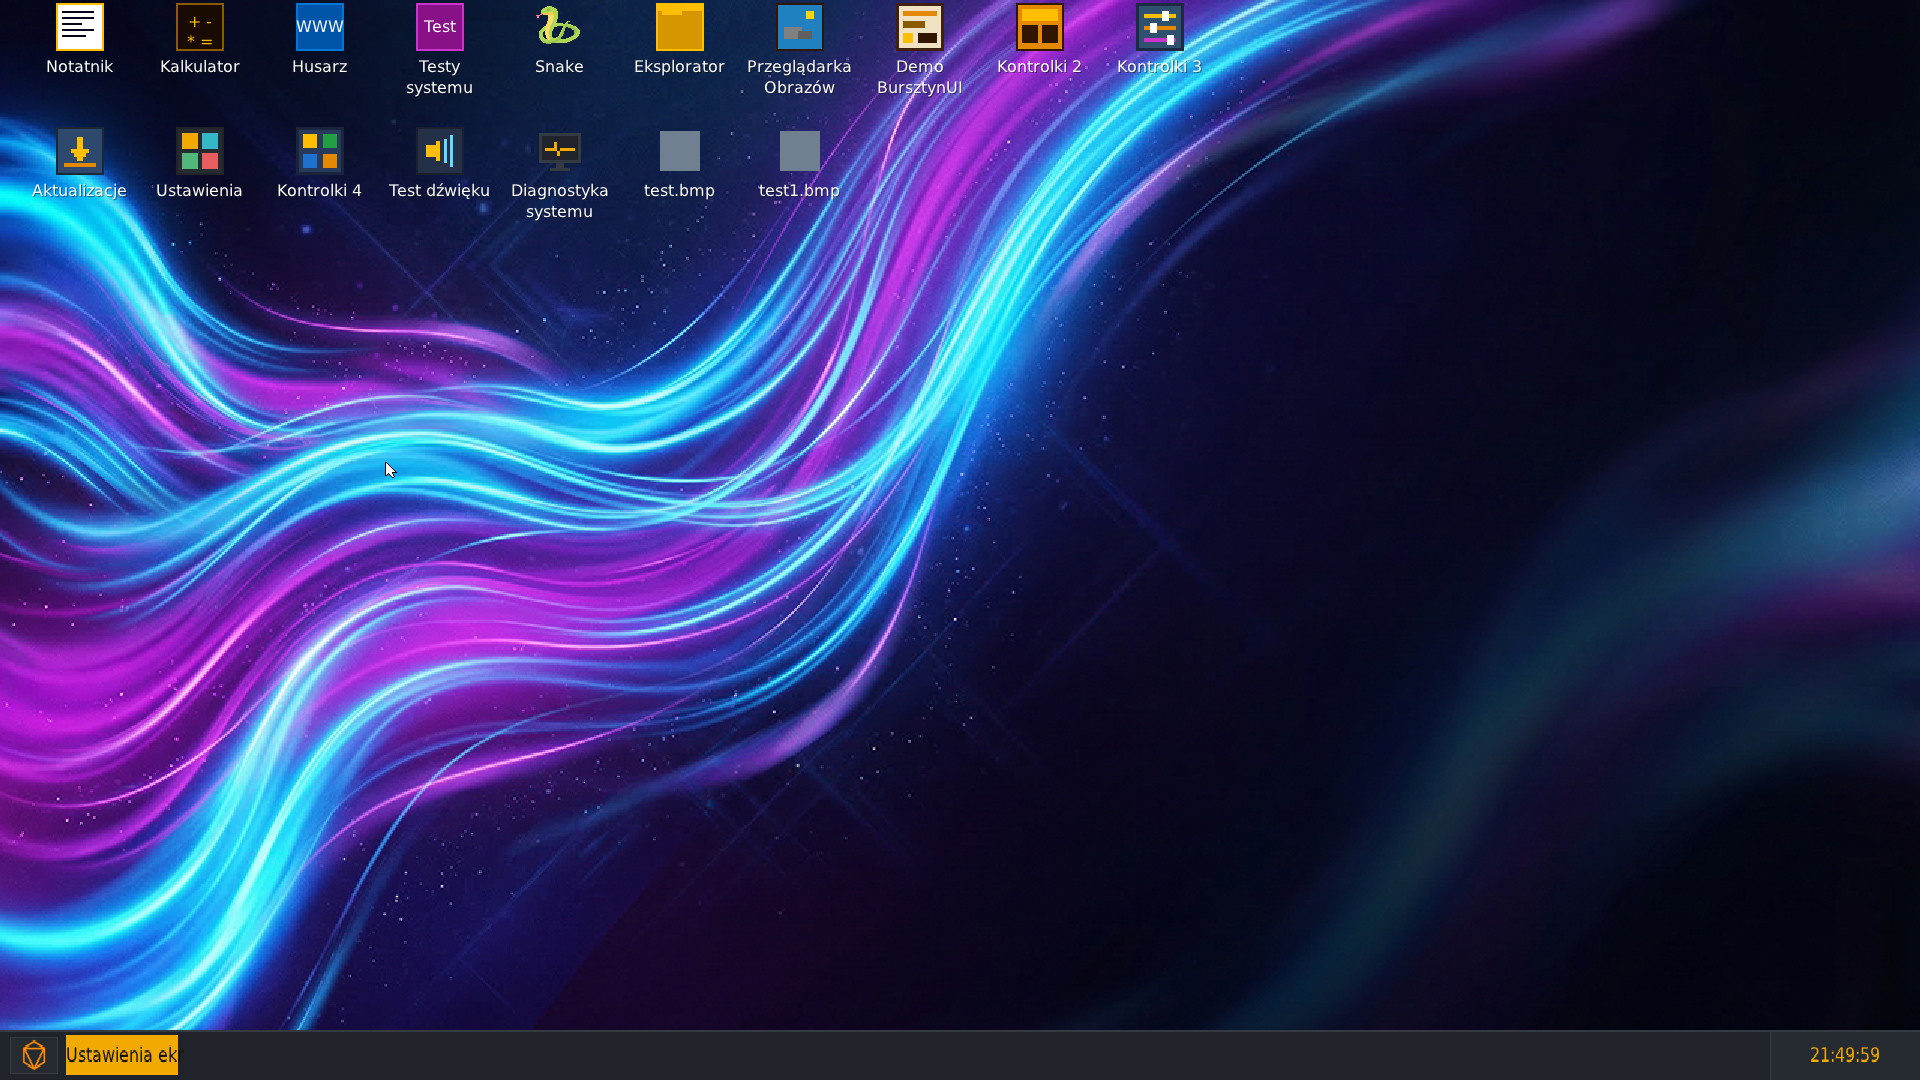 + -
* =
WWW
Test
Notatnik
Kalkulator
Husarz
Testy
systemu
Snake
Eksplorator
Przeglądarka
Obrazów
Demo
BursztynUI
Kontrolki 2
Kontrolki 3
Aktualizacje
Ustawienia
Kontrolki 4
Test dźwięku
Diagnostyka
systemu
test.bmp
test1.bmp
Ustawienia ek
21:49:59